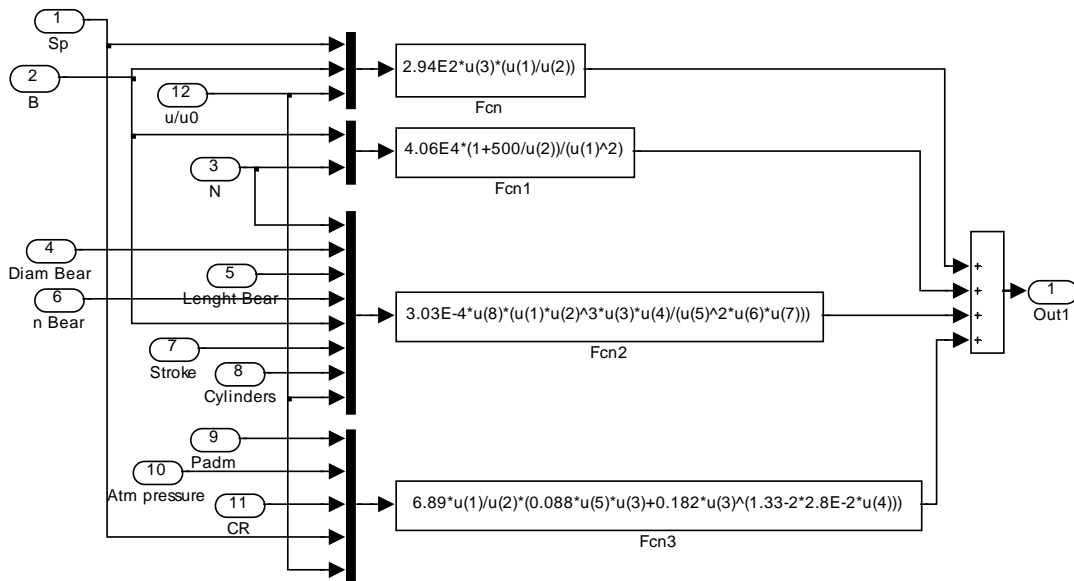 1
Sp
2
B
12
u/u0
3
N
4
Diam Bear
5
Lenght Bear
6
n Bear
7
Stroke
8
Cylinders
9
Padm
10
Atm pressure
11
CR
2.94E2*u(3)*(u(1)/u(2))
Fcn
4.06E4*(1+500/u(2))/(u(1)^2)
Fcn1
3.03E-4*u(8)*(u(1)*u(2)^3*u(3)*u(4)/(u(5)^2*u(6)*u(7)))
Fcn2
6.89*u(1)/u(2)*(0.088*u(5)*u(3)+0.182*u(3)^(1.33-2*2.8E-2*u(4)))
Fcn3
+
+
+
+
1
Out1